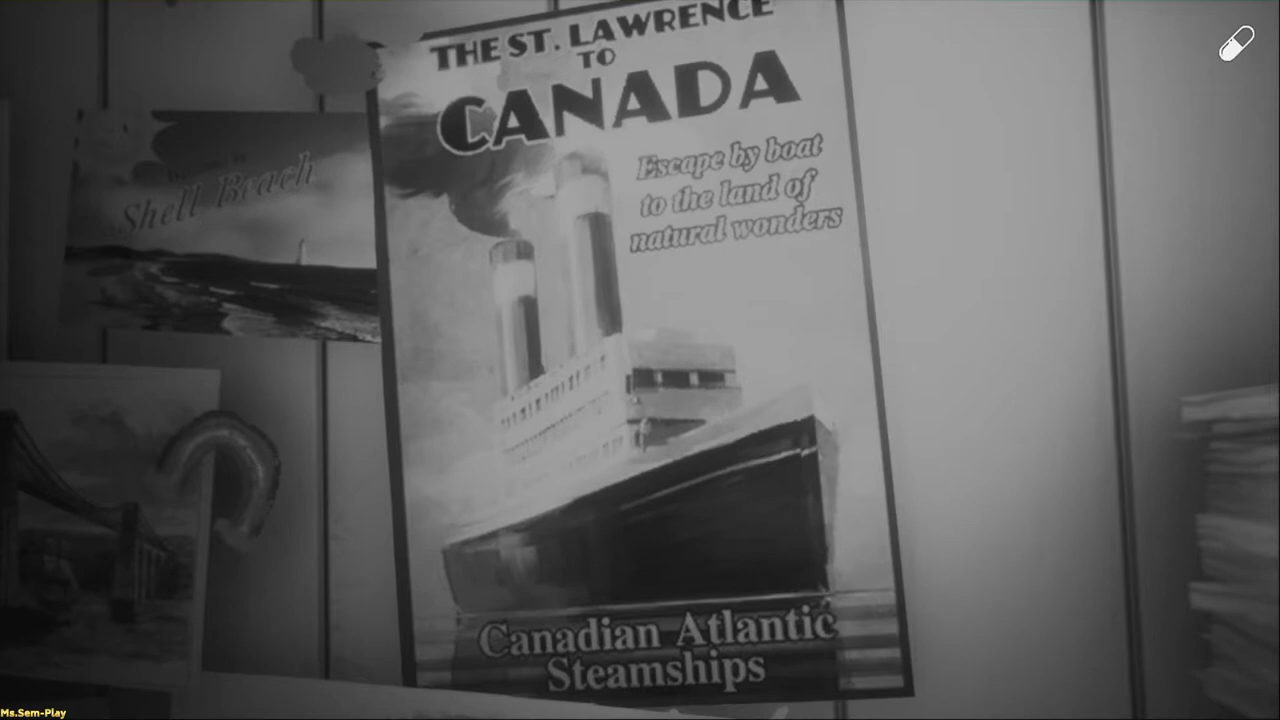 THE ST. LAWRENCE
TO
CANADA
Escape by boat
to the land of
natural wonders
Shell Beach
Canadian Atlantic
Steamships
Ms.Sem-Play